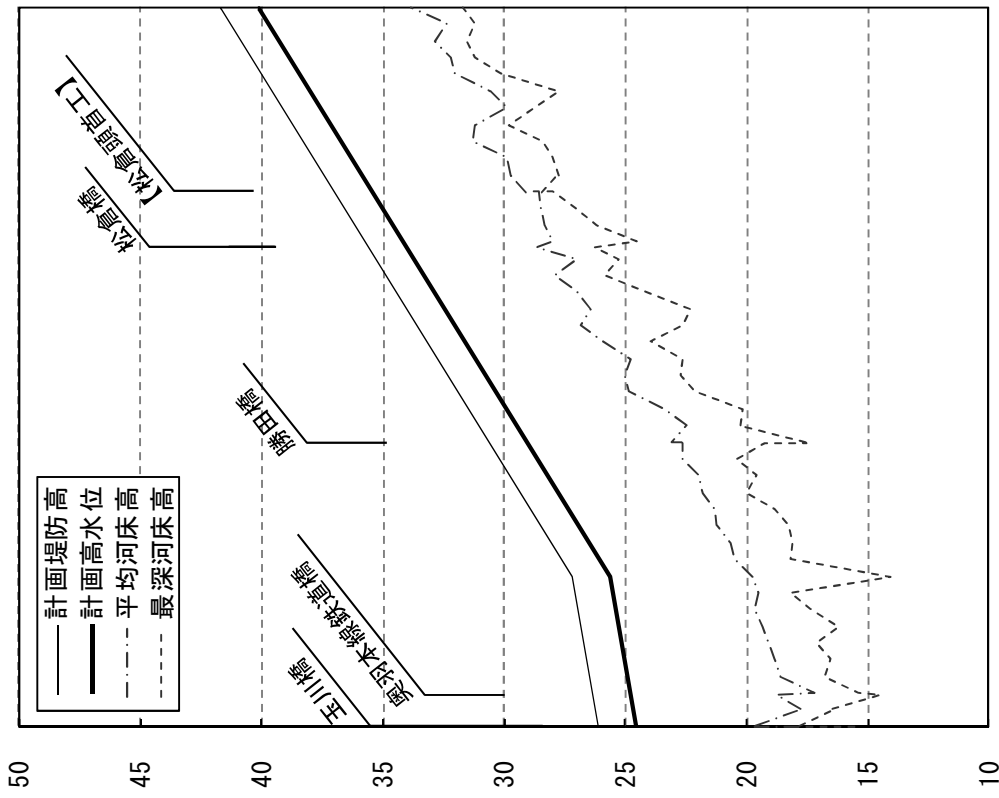 計画堤防高
計画高水位
平均河床高
最深河床高
玉川橋
奥羽本線鉄道橋
勝田橋
松倉橋
【松倉頭首工】
50
45
40
35
30
25
20
15
10